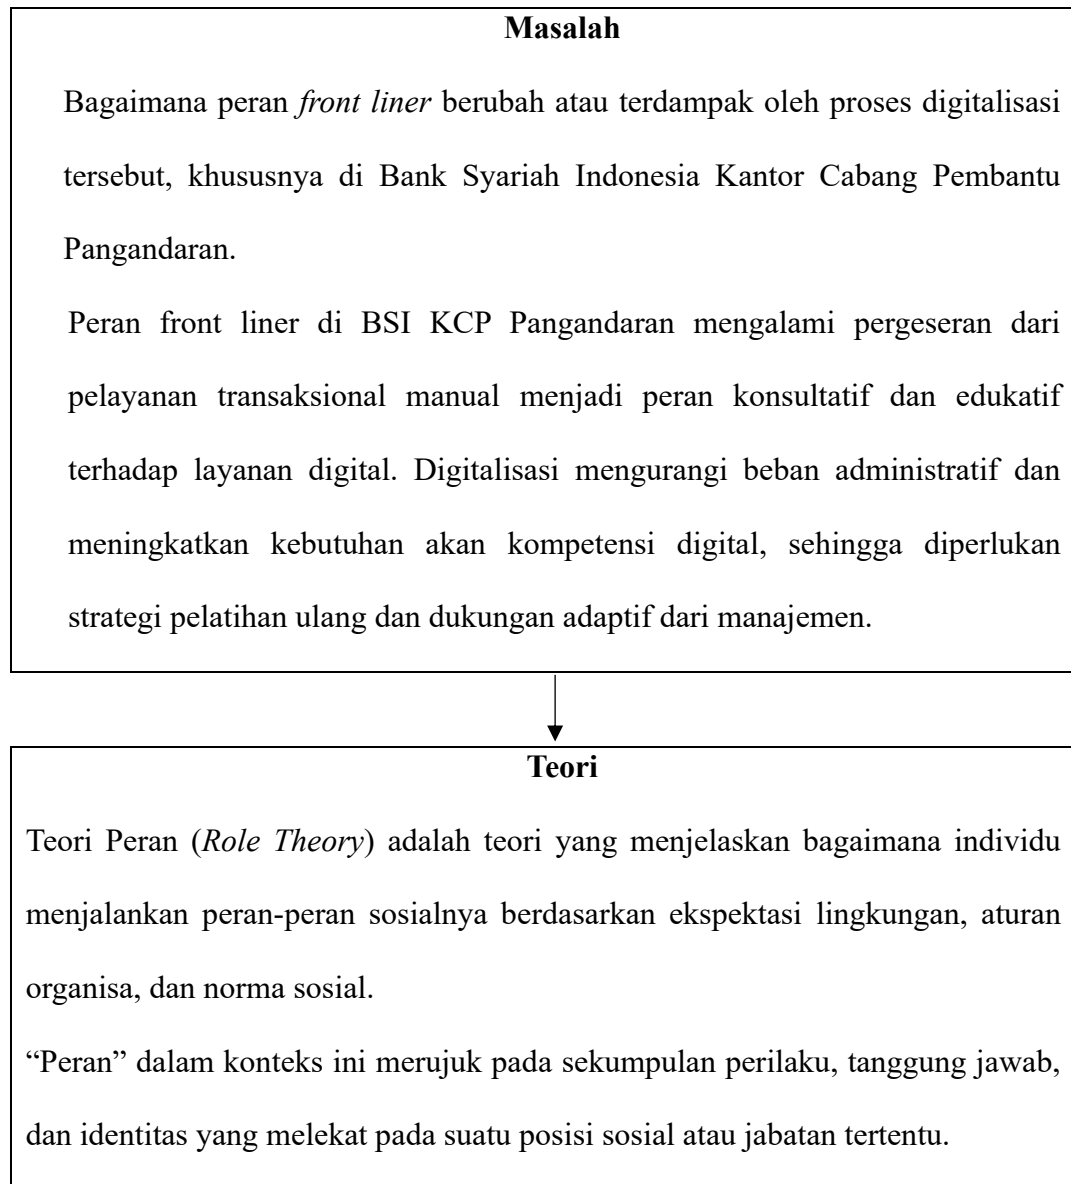 Masalah
Bagaimana peran front liner berubah atau terdampak oleh proses digitalisasi
tersebut, khususnya di Bank Syariah Indonesia Kantor Cabang Pembantu
Pangandaran.
Peran front liner di BSI KCP Pangandaran mengalami pergeseran dari
pelayanan transaksional manual menjadi peran konsultatif dan edukatif
terhadap layanan digital. Digitalisasi mengurangi beban administratif dan
meningkatkan kebutuhan akan kompetensi digital, sehingga diperlukan
strategi pelatihan ulang dan dukungan adaptif dari manajemen.
Teori
Teori Peran (Role Theory) adalah teori yang menjelaskan bagaimana individu
menjalankan peran-peran sosialnya berdasarkan ekspektasi lingkungan, aturan
organisa, dan norma sosial.
“Peran” dalam konteks ini merujuk pada sekumpulan perilaku, tanggung jawab,
dan identitas yang melekat pada suatu posisi sosial atau jabatan tertentu.